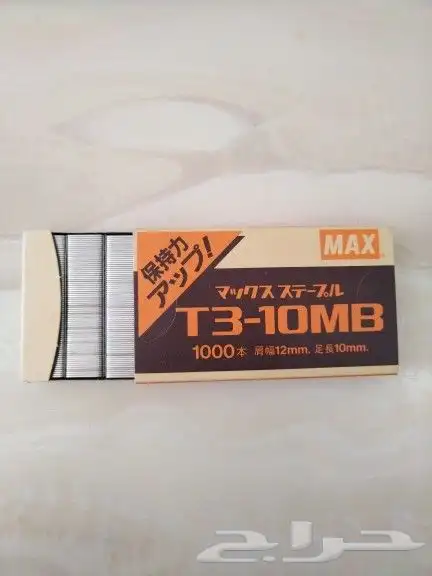 保持力
アップ!
MAX
マックス ステープル
T3-10MB
1000本 肩幅12mm. 足長10mm.
حراج